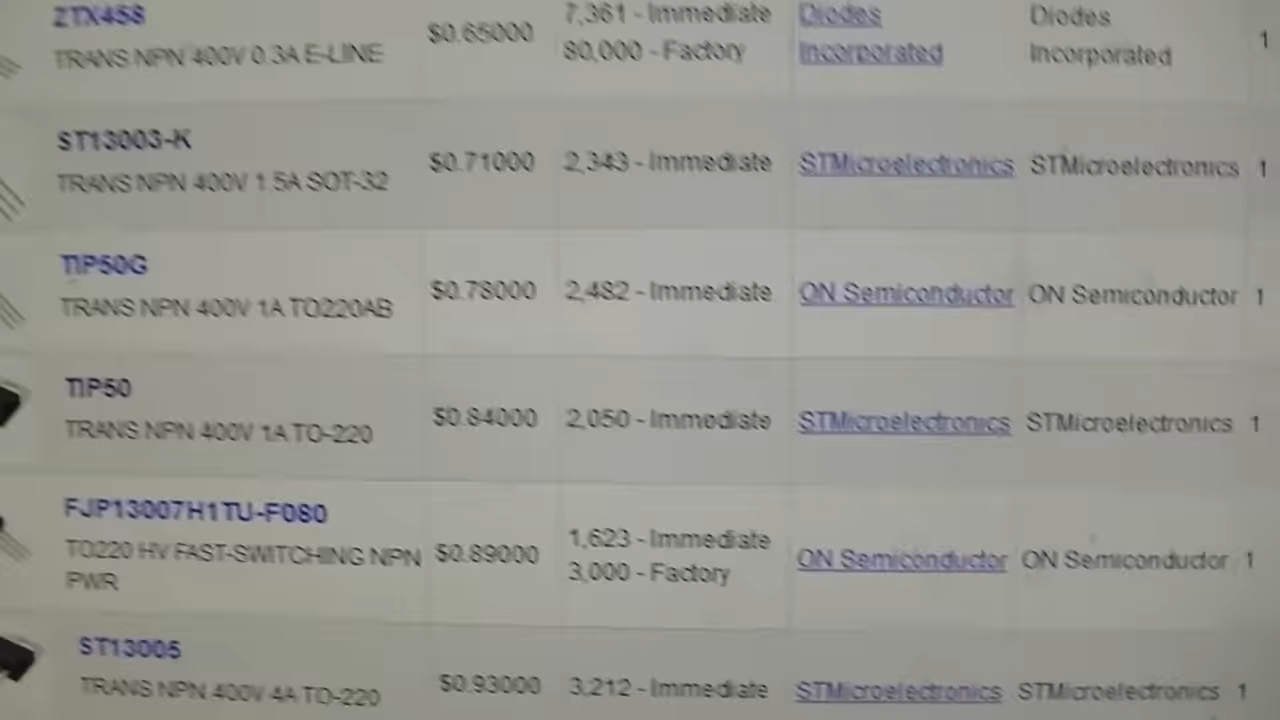 ZTX458
TRANS NPN 400V 0.3A E-LINE
$0.65000
7,361 - Immediate
80,000 - Factory
Diodes
Incorporated
Diodes
Incorporated
1
ST13003-K
TRANS NPN 400V 1.5A SOT-32
$0.71000
2,343 - Immediate
STMicroelectronics
STMicroelectronics
1
TIP50G
TRANS NPN 400V 1A TO220AB
$0.78000
2,482 - Immediate
ON Semiconductor
ON Semiconductor
1
TIP50
TRANS NPN 400V 1A TO-220
$0.84000
2,050 - Immediate
STMicroelectronics
STMicroelectronics
1
FJP13007H1TU-F080
TO220 HV FAST-SWITCHING NPN
PWR
$0.89000
1,623 - Immediate
3,000 - Factory
ON Semiconductor
ON Semiconductor
1
ST13005
TRANS NPN 400V 4A TO-220
$0.93000
3,212 - Immediate
STMicroelectronics
STMicroelectronics
1